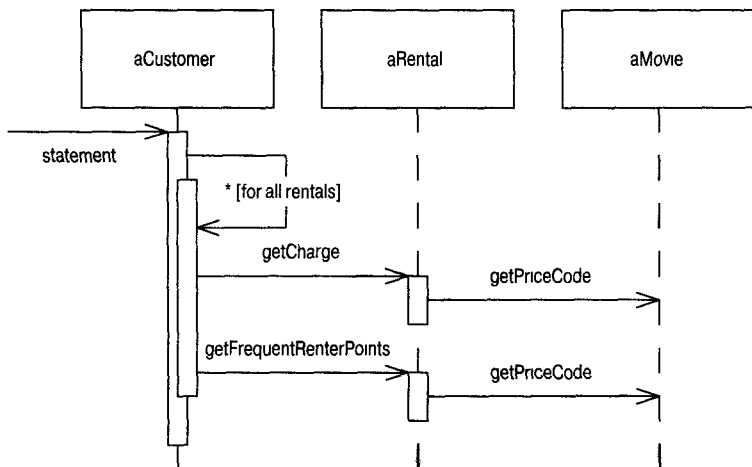 aCustomer
aRental
aMovie
statement
* [for all rentals]
getCharge
getPriceCode
getFrequentRenterPoints
getPriceCode